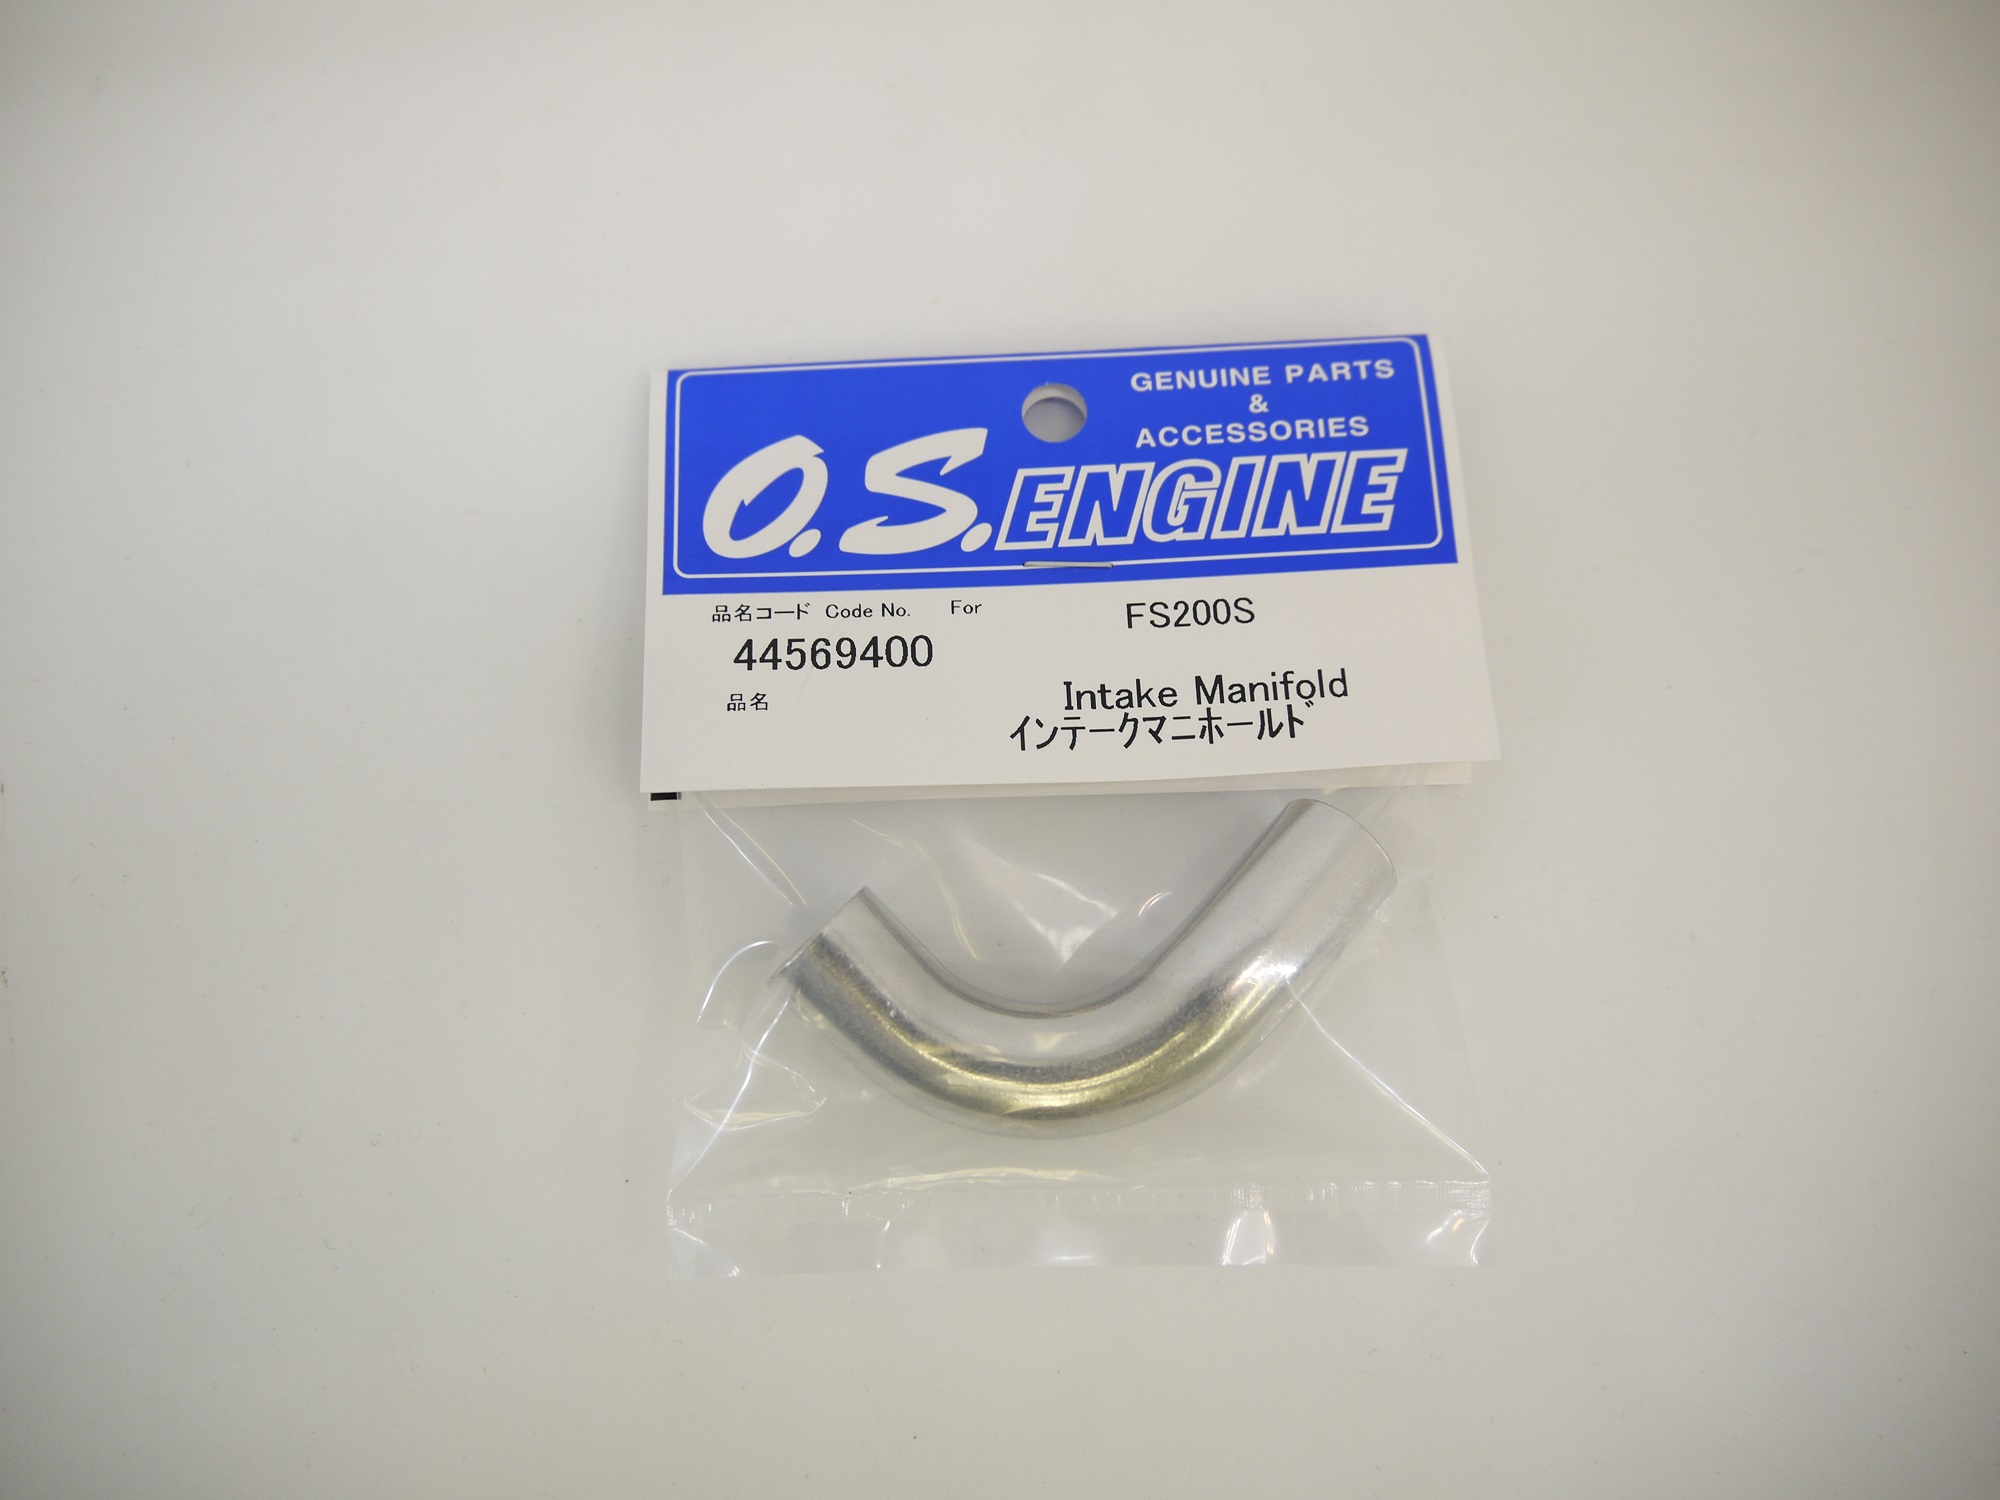 GENUINE PARTS
&
ACCESSORIES
O.S.ENGINE
品名コード Code No. For FS200S
44569400
品名 Intake Manifold
インテークマニホールド